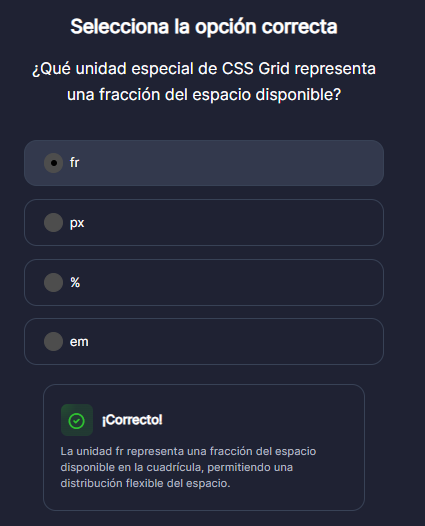 Selecciona la opción correcta
¿Qué unidad especial de CSS Grid representa
una fracción del espacio disponible?
fr
px
%
em
¡Correcto!
La unidad fr representa una fracción del espacio
disponible en la cuadrícula, permitiendo una
distribución flexible del espacio.